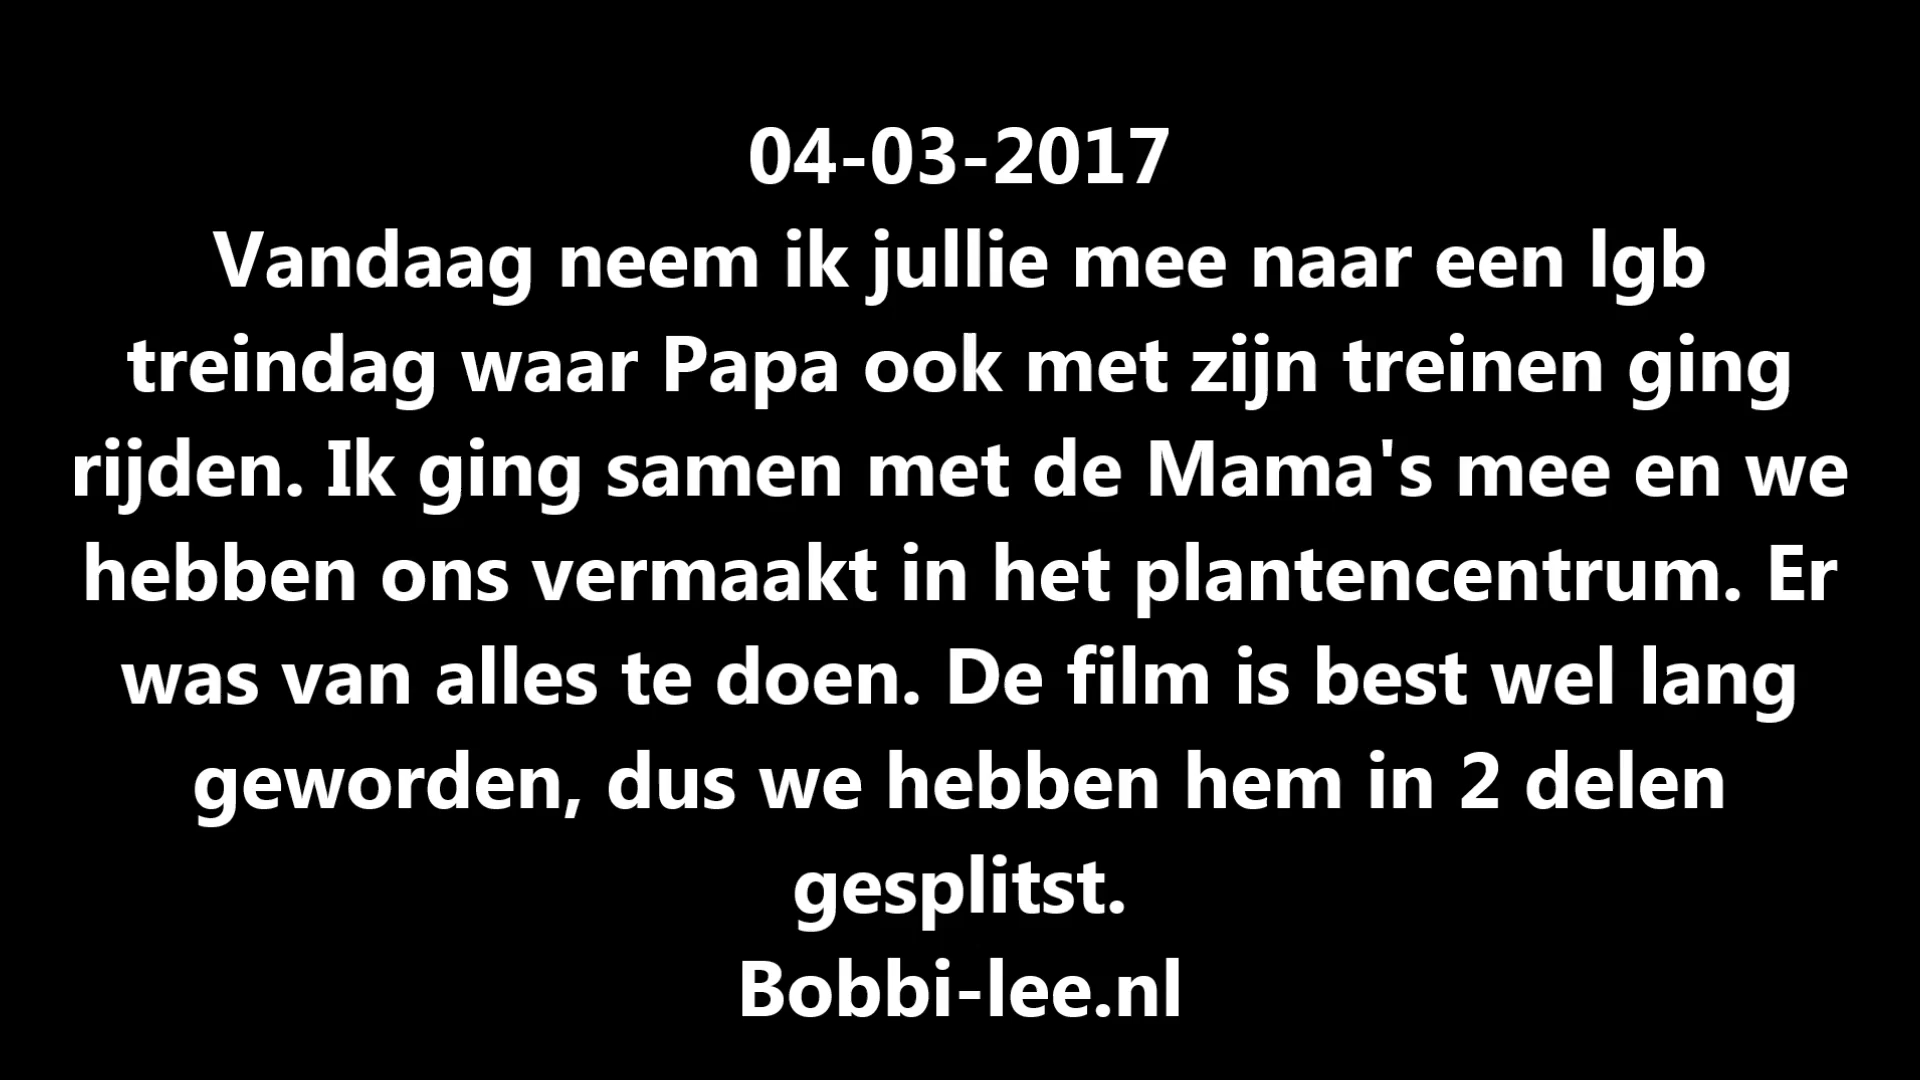 04-03-2017
Vandaag neem ik jullie mee naar een lgb
treindag waar Papa ook met zijn treinen ging
rijden. Ik ging samen met de Mama's mee en we
hebben ons vermaakt in het plantencentrum. Er
was van alles te doen. De film is best wel lang
geworden, dus we hebben hem in 2 delen
gesplitst.
Bobbi-lee.nl